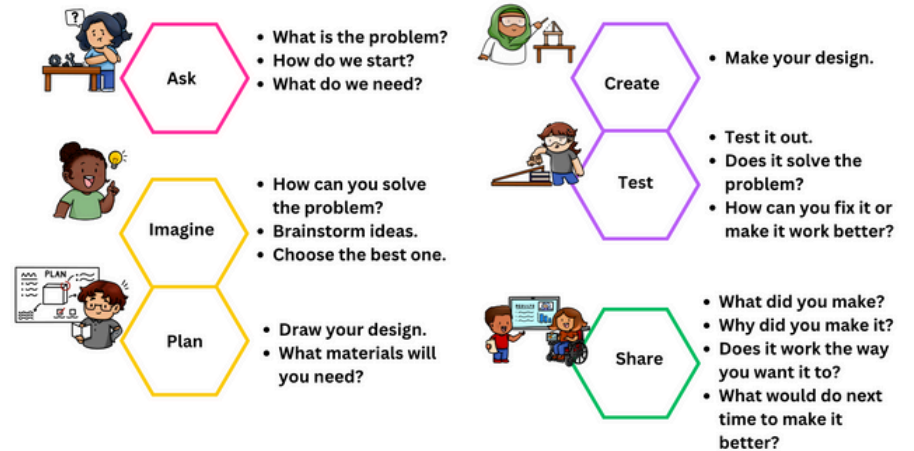 ?
Ask
• What is the problem?
• How do we start?
• What do we need?
Imagine
• How can you solve
the problem?
• Brainstorm ideas.
• Choose the best one.
PLAN
Plan
• Draw your design.
• What materials will
you need?
Create
• Make your design.
Test
• Test it out.
• Does it solve the
problem?
• How can you fix it or
make it work better?
RESULTS
Share
• What did you make?
• Why did you make it?
• Does it work the way
you want it to?
• What would do next
time to make it
better?